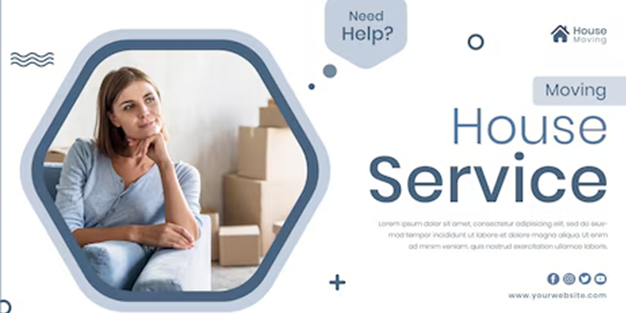 Need
Help?
House
Moving
Moving
House
Service
Lorem ipsum dolor sit amet, consectetur adipisicing elit, sed do eius-
mod tempor incididunt ut labore et dolore magna aliqua. Ut enim
ad minim veniam, quis nostrud exercitation ullamco laboris.
www.yourwebsite.com